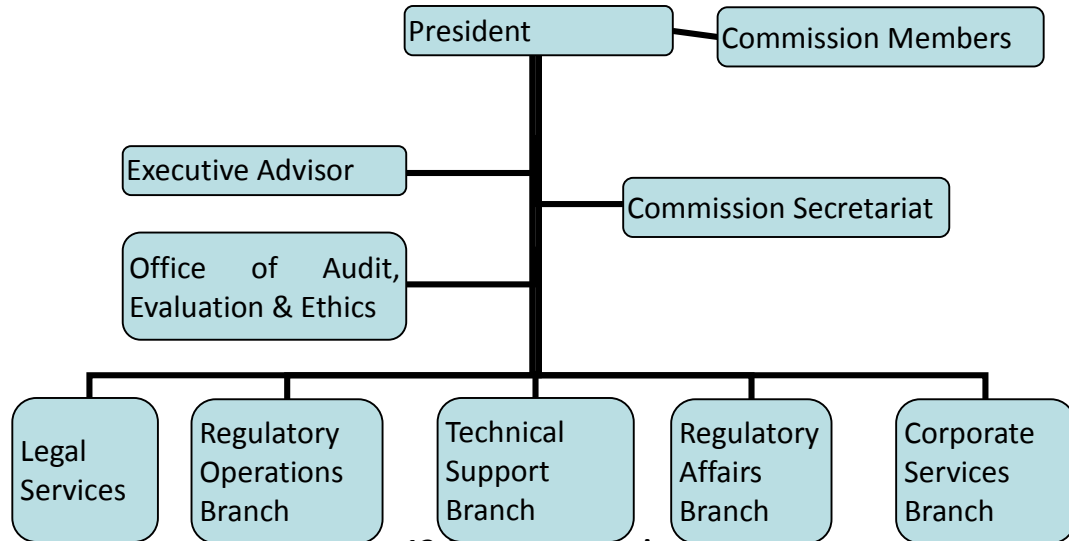 President
Commission Members
Executive Advisor
Commission Secretariat
Office of Audit,
Evaluation & Ethics
Legal
Services
Regulatory
Operations
Branch
Technical
Support
Branch
Regulatory
Affairs
Branch
Corporate
Services
Branch